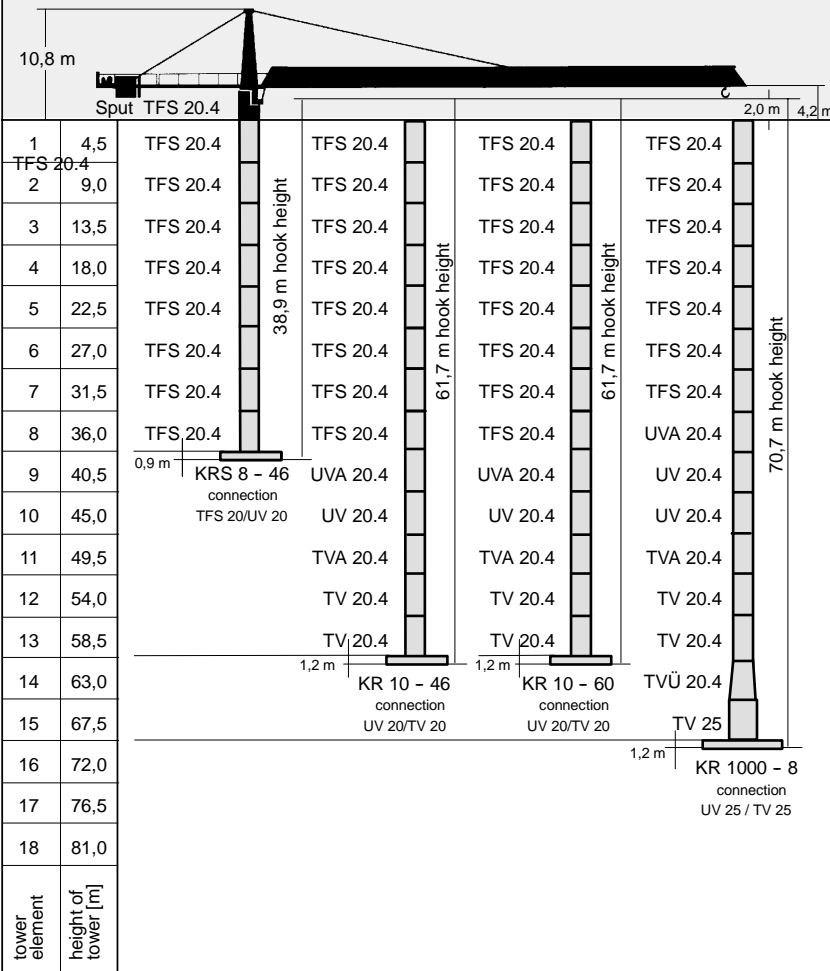 10,8 m
Sput TFS 20.4
2,0 m 4,2 m
1 4,5 TFS 20.4 TFS 20.4 TFS 20.4 TFS 20.4
TFS 20.4
2 9,0 TFS 20.4 TFS 20.4 TFS 20.4 TFS 20.4
3 13,5 TFS 20.4 TFS 20.4 TFS 20.4 TFS 20.4
4 18,0 TFS 20.4 TFS 20.4 TFS 20.4 TFS 20.4
5 22,5 TFS 20.4 TFS 20.4 TFS 20.4 TFS 20.4
6 27,0 TFS 20.4 TFS 20.4 TFS 20.4 TFS 20.4
7 31,5 TFS 20.4 TFS 20.4 TFS 20.4 TFS 20.4
8 36,0 TFS 20.4 TFS 20.4 TFS 20.4 UVA 20.4
38,9 m hook height
61,7 m hook height
61,7 m hook height
70,7 m hook height
0,9 m
9 40,5 KRS 8 - 46 UVA 20.4 UVA 20.4 UV 20.4
connection
10 45,0 TFS 20/UV 20 UV 20.4 UV 20.4 UV 20.4
11 49,5 TVA 20.4 TVA 20.4 TVA 20.4
12 54,0 TV 20.4 TV 20.4 TV 20.4
13 58,5 TV 20.4 TV 20.4 TV 20.4
1,2 m 1,2 m
14 63,0 KR 10 - 46 KR 10 - 60 TVÜ 20.4
connection connection
15 67,5 UV 20/TV 20 UV 20/TV 20 TV 25
1,2 m
16 72,0 KR 1000 - 8
connection
17 76,5 UV 25 / TV 25
18 81,0
tower
element
height of
tower [m]